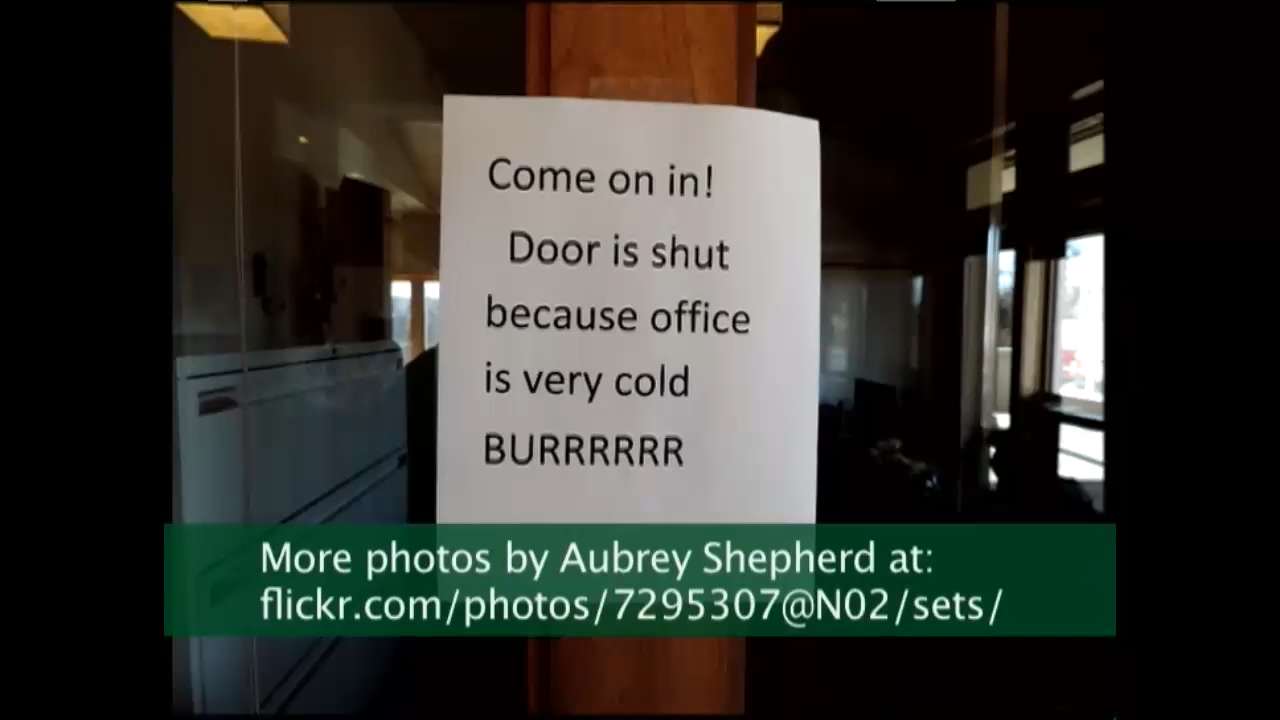 Come on in!
Door is shut
because office
is very cold
BURRRRRR
More photos by Aubrey Shepherd at:
flickr.com/photos/7295307@N02/sets/